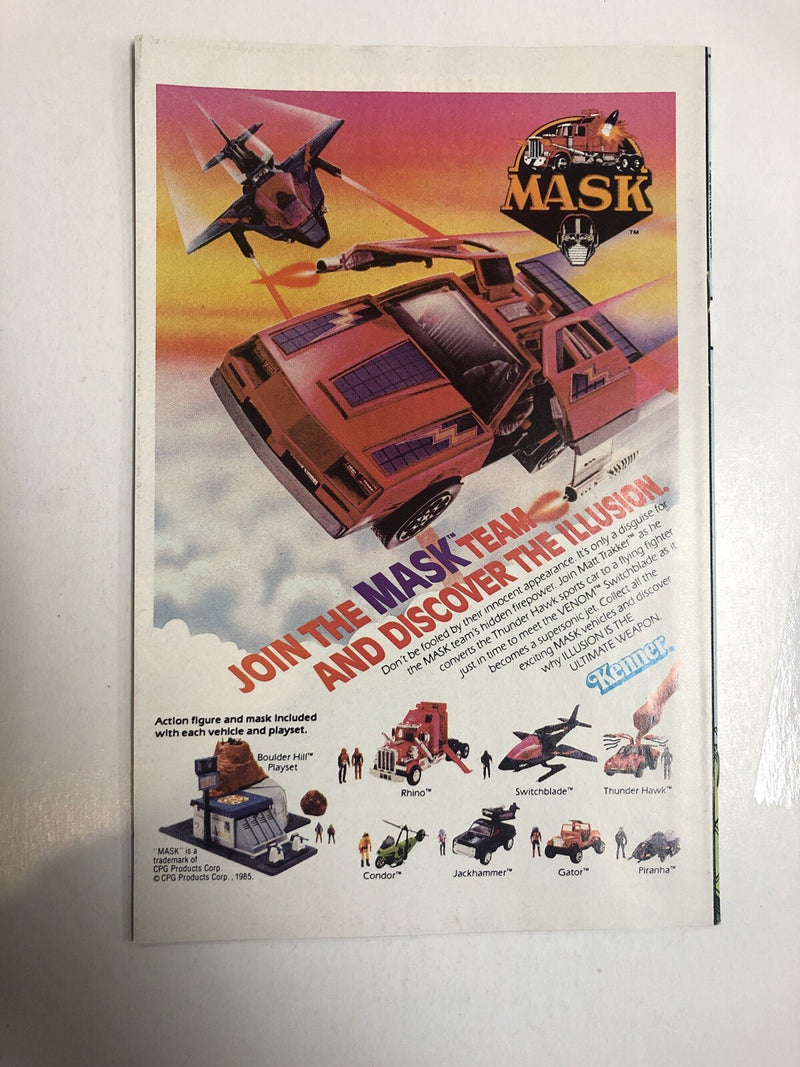 MASK
TM
JOIN THE MASK™ TEAM
AND DISCOVER THE ILLUSION.
Don't be fooled by their innocent appearance. It's only a disguise for
the MASK team's hidden firepower. Join Matt Trakker™ as he
converts the Thunder Hawk sports car to a flying fighter
just in time to meet the VENOM™ Switchblade as it
becomes a supersonic jet. Collect all the
exciting MASK vehicles and discover
why ILLUSION IS THE
ULTIMATE WEAPON.
Kenner
Action figure and mask included
with each vehicle and playset.
Boulder Hill™
Playset
Rhino™
Switchblade™
Thunder Hawk™
"MASK" is a
trademark of
CPG Products Corp.
© CPG Products Corp., 1985.
Condor™
Jackhammer™
Gator™
Piranha™